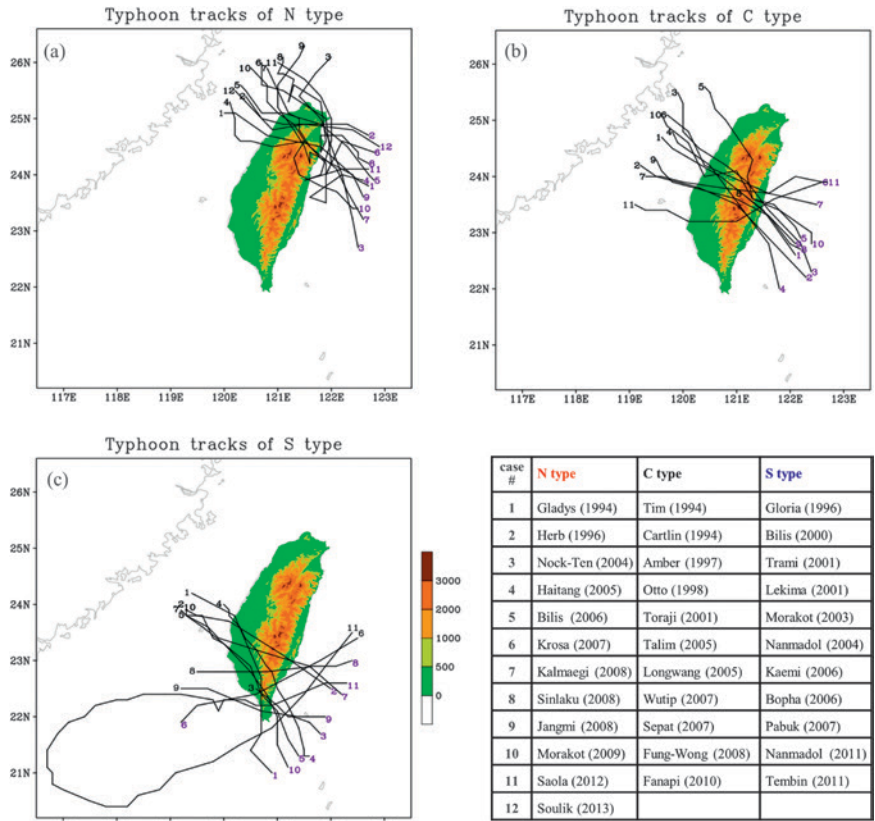 Typhoon tracks of N type
(a)
26N
25N
24N
23N
22N
21N
117E 118E 119E 120E 121E 122E 123E
Typhoon tracks of C type
(b)
26N
25N
24N
23N
22N
21N
117E 118E 119E 120E 121E 122E 123E
Typhoon tracks of S type
(c)
26N
25N
24N
23N
22N
21N
3000
2000
1000
500
0
case # N type C type S type
1 Gladys (1994) Tim (1994) Gloria (1996)
2 Herb (1996) Cartlin (1994) Bilis (2000)
3 Nock-Ten (2004) Amber (1997) Trami (2001)
4 Haitang (2005) Otto (1998) Lekima (2001)
5 Bilis (2006) Toraji (2001) Morakot (2003)
6 Krosa (2007) Talim (2005) Nanmadol (2004)
7 Kalmaegi (2008) Longwang (2005) Kaemi (2006)
8 Sinlaku (2008) Wutip (2007) Bopha (2006)
9 Jangmi (2008) Sepat (2007) Pabuk (2007)
10 Morakot (2009) Fung-Wong (2008) Nanmadol (2011)
11 Saola (2012) Fanapi (2010) Tembin (2011)
12 Soulik (2013)